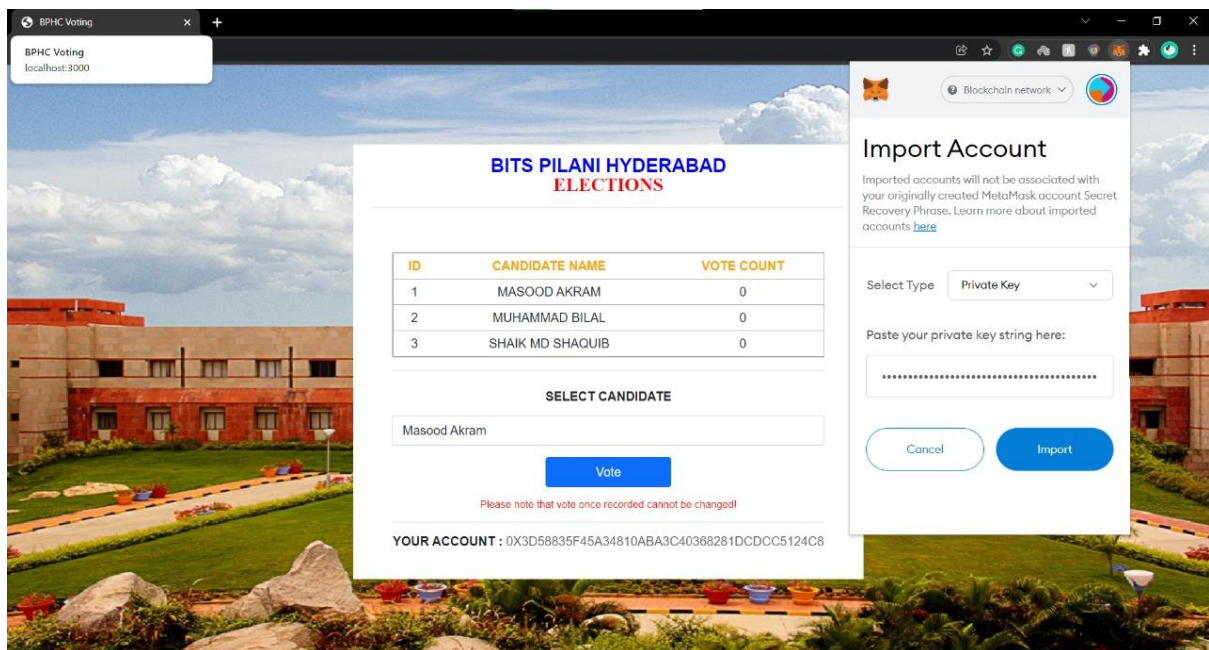 BPHC Voting
BPHC Voting
localhost:3000
BITS PILANI HYDERABAD
ELECTIONS
ID CANDIDATE NAME VOTE COUNT
1 MASOOD AKRAM 0
2 MUHAMMAD BILAL 0
3 SHAIK MD SHAQUIB 0
SELECT CANDIDATE
Masood Akram
Vote
Please note that vote once recorded cannot be changed!
YOUR ACCOUNT : 0X3D58835F45A34810ABA3C40368281DCDCC5124C8
Blockchain network
Import Account
Imported accounts will not be associated with
your originally created MetaMask account Secret
Recovery Phrase. Learn more about imported
accounts here
Select Type Private Key
Paste your private key string here:
Cancel Import